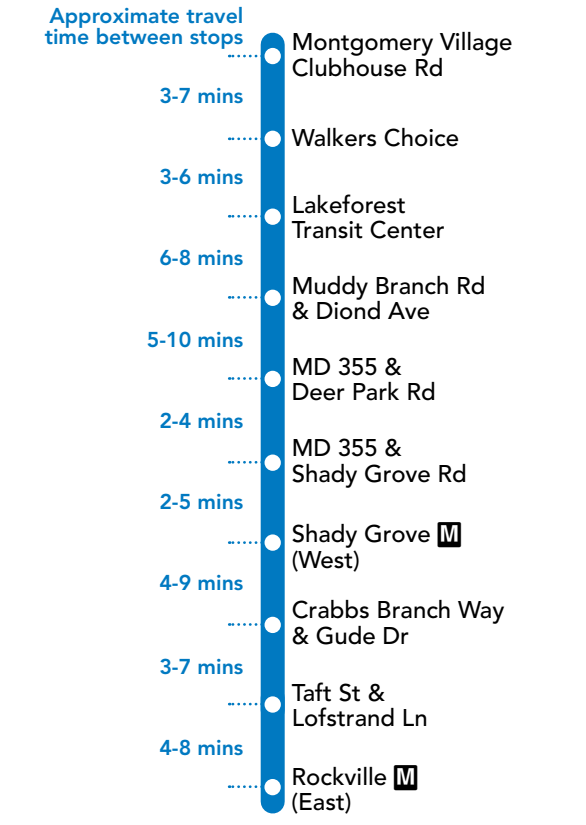 Approximate travel
time between stops
Montgomery Village
Clubhouse Rd
3-7 mins
Walkers Choice
3-6 mins
Lakeforest
Transit Center
6-8 mins
Muddy Branch Rd
& Diond Ave
5-10 mins
MD 355 &
Deer Park Rd
2-4 mins
MD 355 &
Shady Grove Rd
2-5 mins
Shady Grove M
(West)
4-9 mins
Crabbs Branch Way
& Gude Dr
3-7 mins
Taft St &
Lofstrand Ln
4-8 mins
Rockville M
(East)